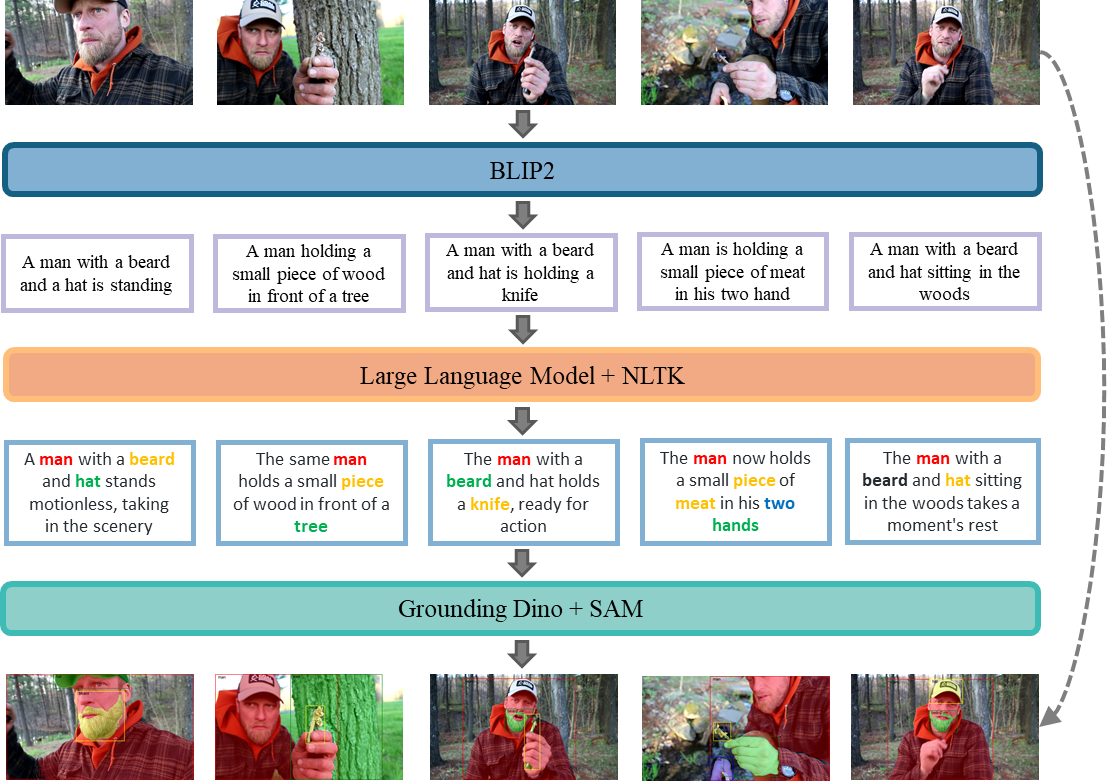 BLIP2
A man with a beard
and a hat is standing
A man holding a
small piece of wood
in front of a tree
A man with a beard
and hat is holding a
knife
A man is holding a
small piece of meat
in his two hand
A man with a beard
and hat sitting in the
woods
Large Language Model + NLTK
A man with a beard
and hat stands
motionless, taking
in the scenery
The same man
holds a small piece
of wood in front of a
tree
The man with a
beard and hat holds
a knife, ready for
action
The man now holds
a small piece of
meat in his two
hands
The man with a
beard and hat sitting
in the woods takes a
moment's rest
Grounding Dino + SAM